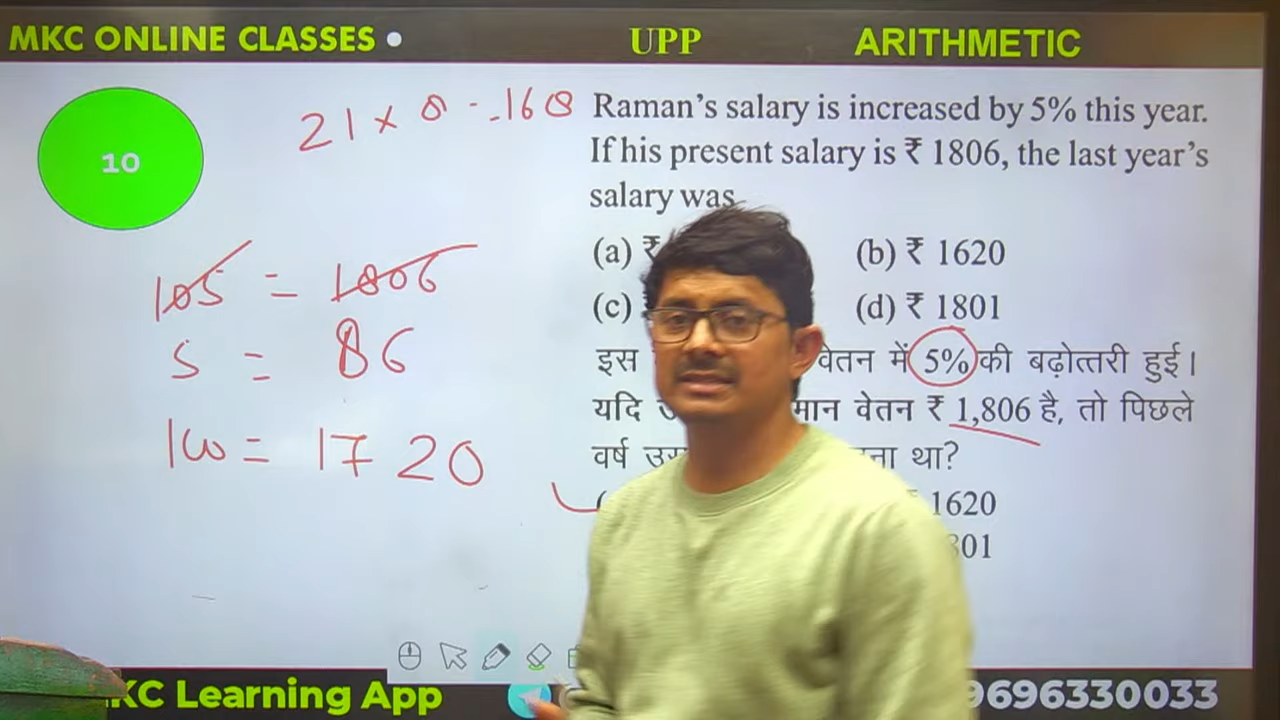 MKC ONLINE CLASSES • UPP ARITHMETIC
10
21 x 8 - 168
Raman's salary is increased by 5% this year.
If his present salary is ₹ 1806, the last year's
salary was
(a) ₹ (b) ₹ 1620
(c) (d) ₹ 1801
105 = 1806
5 = 86
100 = 1720
इस वेतन में 5% की बढ़ोत्तरी हुई।
यदि मान वेतन ₹ 1,806 है, तो पिछले
वर्ष था?
1620
801
KC Learning App 9696330033